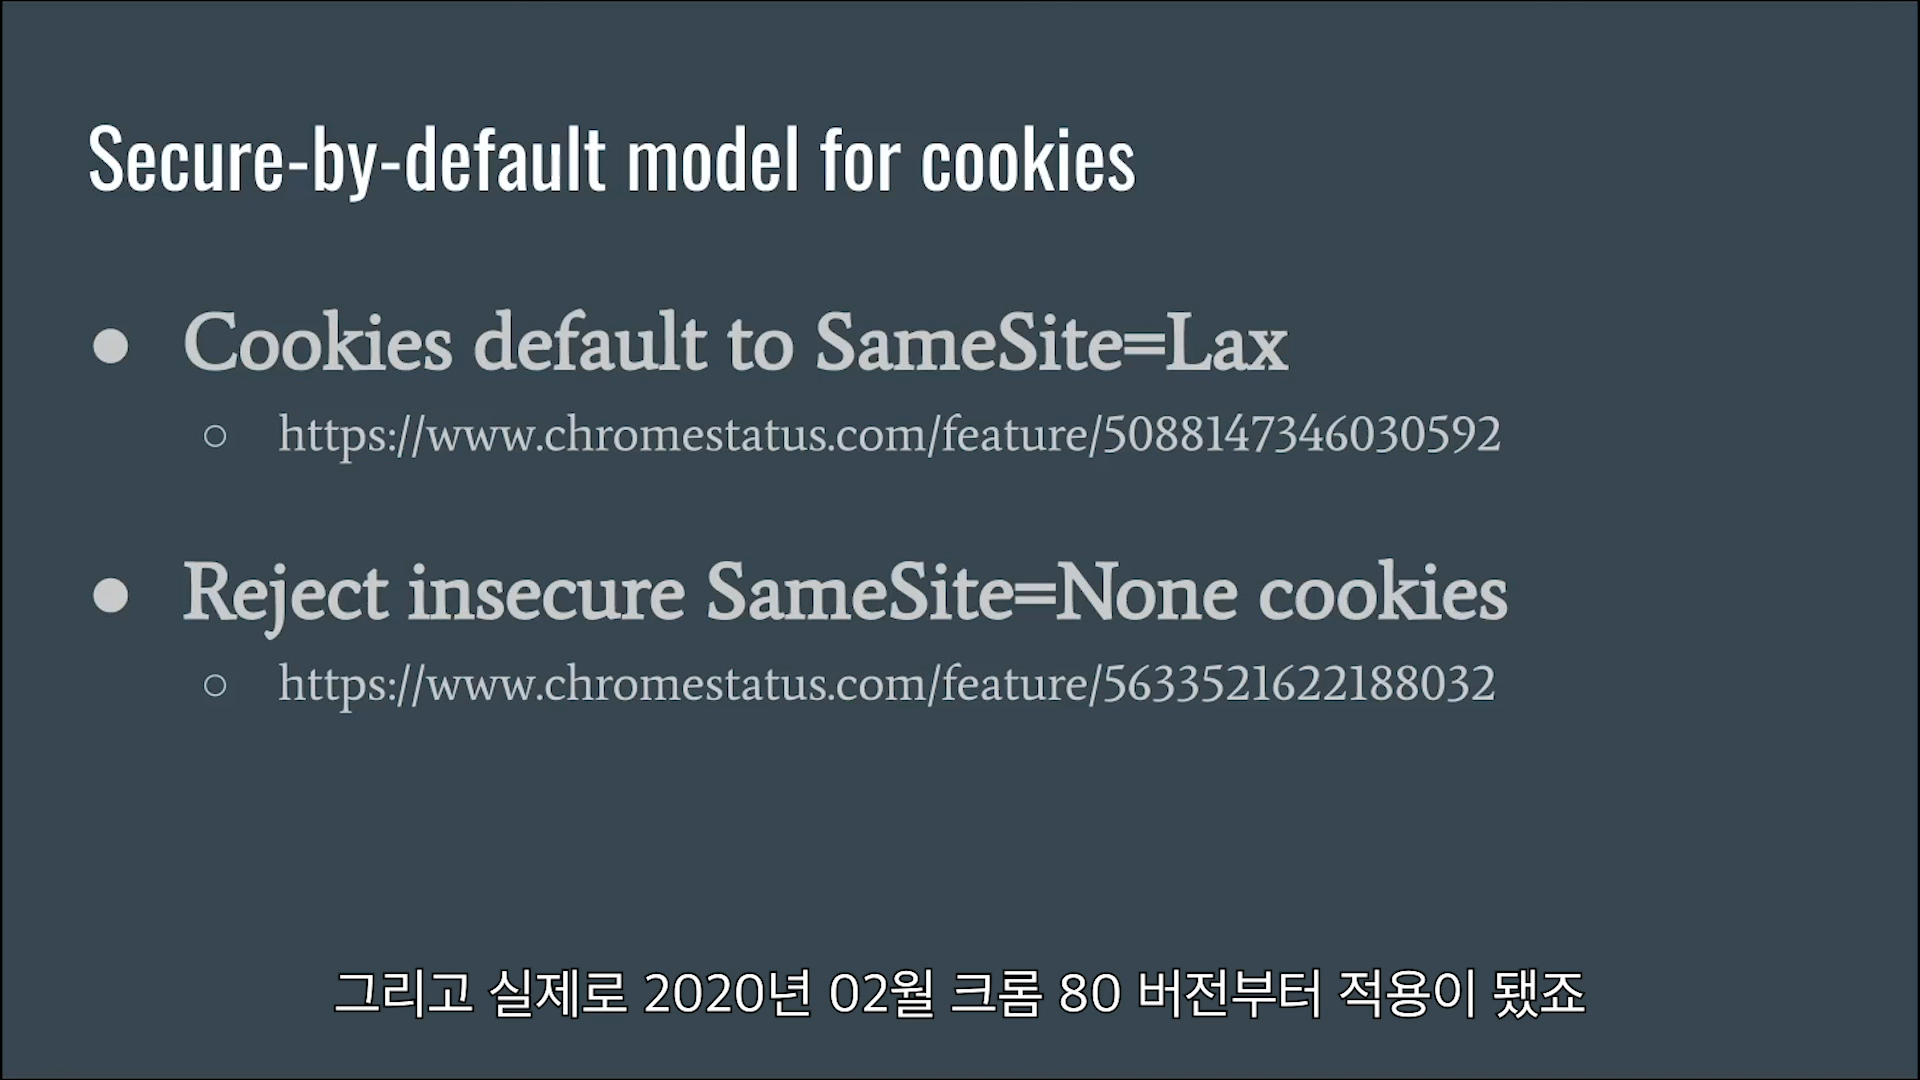 Secure-by-default model for cookies
● Cookies default to SameSite=Lax
○ https://www.chromestatus.com/feature/5088147346030592
● Reject insecure SameSite=None cookies
○ https://www.chromestatus.com/feature/5633521622188032
그리고 실제로 2020년 02월 크롬 80 버전부터 적용이 됐죠